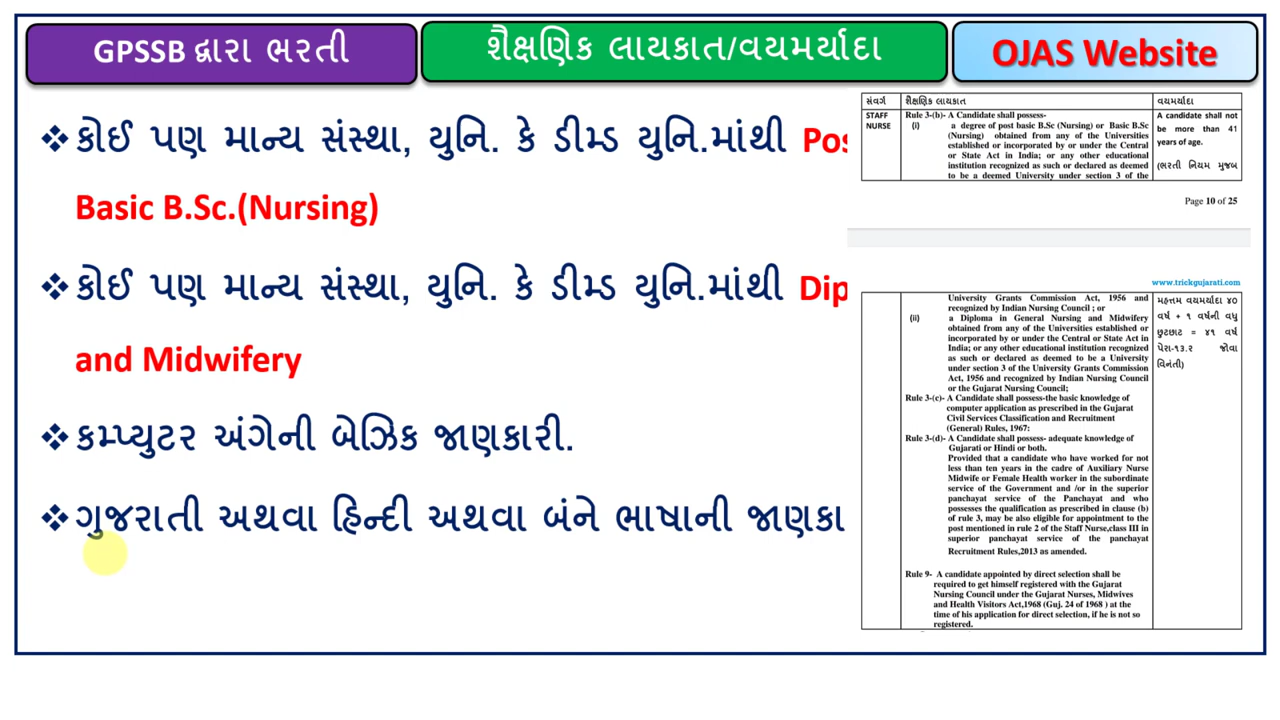 GPSSB દ્વારા ભરતી
શૈક્ષણિક લાયકાત/વયમર્યાદા
OJAS Website
❖કોઈ પણ માન્ય સંસ્થા, યુનિ. કે ડીમ્ડ યુનિ.માંથી Pos
Basic B.Sc.(Nursing)
❖કોઈ પણ માન્ય સંસ્થા, યુનિ. કે ડીમ્ડ યુનિ.માંથી Dip
and Midwifery
❖કમ્પ્યુટર અંગેની બેઝિક જાણકારી.
❖ગુજરાતી અથવા હિન્દી અથવા બંને ભાષાની જાણકા
સંવર્ગ
શૈક્ષણિક લાયકાત
વયમર્યાદા
STAFF
NURSE
Rule 3-(b)- A Candidate shall possess-
(i) a degree of post basic B.Sc (Nursing) or Basic B.Sc
(Nursing) obtained from any of the Universities
established or incorporated by or under the Central
or State Act in India; or any other educational
institution recognized as such or declared as deemed
to be a deemed University under section 3 of the
A candidate shall not
be more than 41
years of age.
(ભરતી નિયમ મુજબ
Page 10 of 25
www.trickgujarati.com
University Grants Commission Act, 1956 and
recognized by Indian Nursing Council ; or
(ii) a Diploma in General Nursing and Midwifery
obtained from any of the Universities established or
incorporated by or under the Central or State Act in
India; or any other educational institution recognized
as such or declared as deemed to be a University
under section 3 of the University Grants Commission
Act, 1956 and recognized by Indian Nursing Council
or the Gujarat Nursing Council;
Rule 3-(c)- A Candidate shall possess-the basic knowledge of
computer application as prescribed in the Gujarat
Civil Services Classification and Recruitment
(General) Rules, 1967:
Rule 3-(d)- A Candidate shall possess- adequate knowledge of
Gujarati or Hindi or both.
Provided that a candidate who have worked for not
less than ten years in the cadre of Auxiliary Nurse
Midwife or Female Health worker in the subordinate
service of the Government and /or in the superior
panchayat service of the Panchayat and who
possesses the qualification as prescribed in clause (b)
of rule 3, may be also eligible for appointment to the
post mentioned in rule 2 of the Staff Nurse,class III in
superior panchayat service of the panchayat
Recruitment Rules,2013 as amended.
Rule 9- A candidate appointed by direct selection shall be
required to get himself registered with the Gujarat
Nursing Council under the Gujarat Nurses, Midwives
and Health Visitors Act,1968 (Guj. 24 of 1968 ) at the
time of his application for direct selection, if he is not so
registered.
મહત્તમ વયમર્યાદા ૪૦
વર્ષ + ૧ વર્ષની વધુ
છુટછાટ = ૪૧ વર્ષ
પેરા-૧૩.૨ જોવા
વિનંતી)